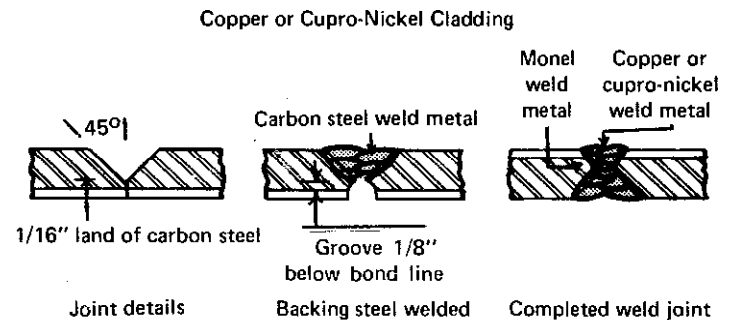 Copper or Cupro-Nickel Cladding
Monel
weld
metal
Copper or
cupro-nickel
weld metal
45°
Carbon steel weld metal
1/16" land of carbon steel
Groove 1/8"
below bond line
Joint details
Backing steel welded
Completed weld joint